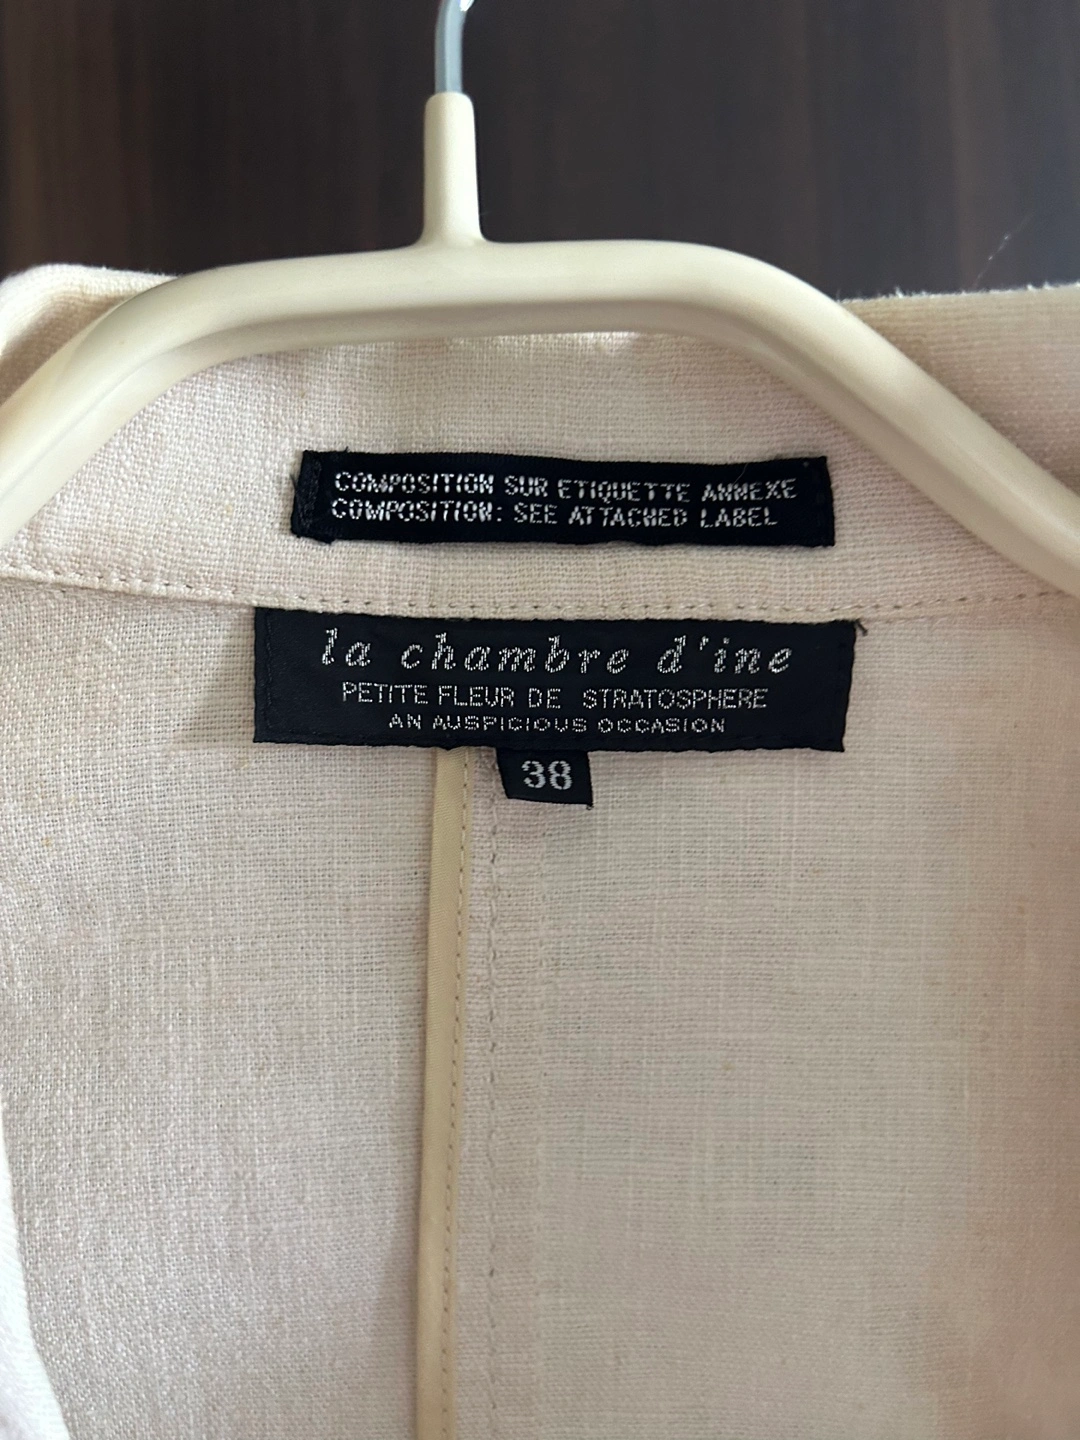 COMPOSITION SUR ETIQUETTE ANNEXE
COMPOSITION: SEE ATTACHED LABEL
la chambre d'ine
PETITE FLEUR DE STRATOSPHERE
AN AUSPICIOUS OCCASION
38